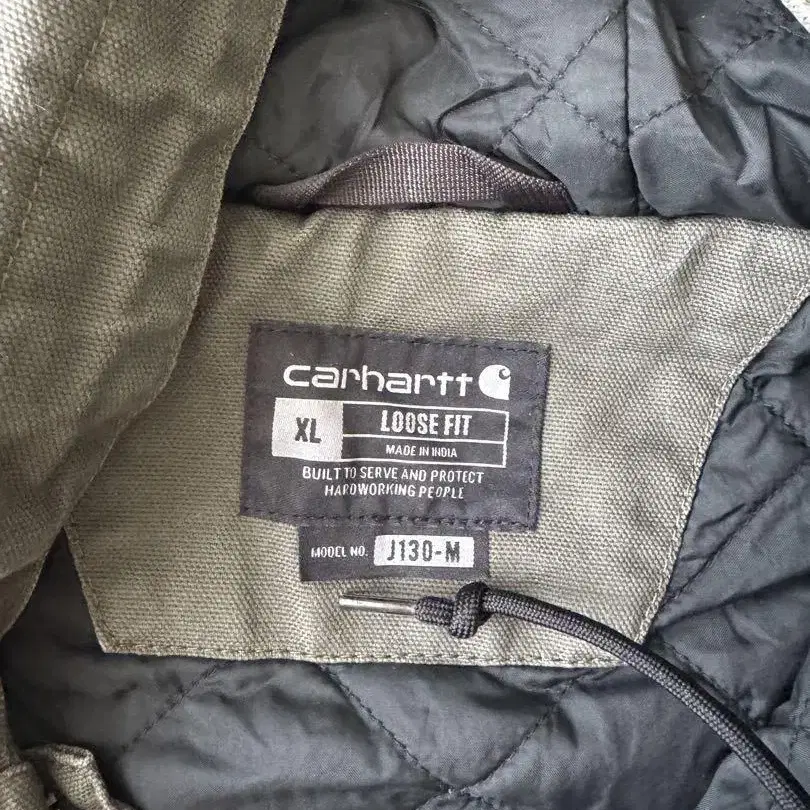 carhartt
XL
LOOSE FIT
MADE IN INDIA
BUILT TO SERVE AND PROTECT
HARDWORKING PEOPLE
MODEL NO. J130-M